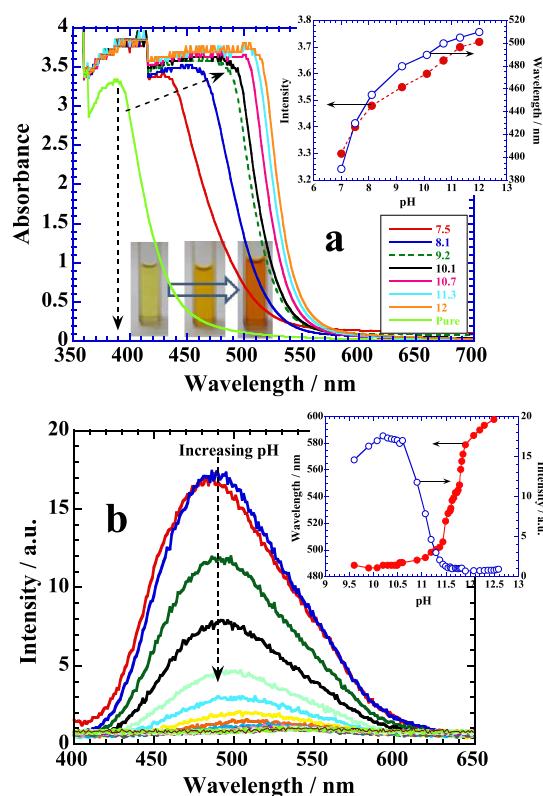 a
Absorbance
4
3.5
3
2.5
2
1.5
1
0.5
0
350 400 450 500 550 600 650 700
Wavelength / nm
Intensity
3.8
3.7
3.6
3.5
3.4
3.3
3.2
6 7 8 9 10 11 12 13
pH
520
500
480
460
440
420
400
380
Wavelength / nm
7.5
8.1
9.2
10.1
10.7
11.3
12
Pure
b
Increasing pH
Intensity / a.u.
20
15
10
5
0
400 450 500 550 600 650
Wavelength / nm
Wavelength / nm
600
580
560
540
520
500
480
9 9.5 10 10.5 11 11.5 12 12.5 13
pH
20
15
10
5
0
Intensity / a.u.